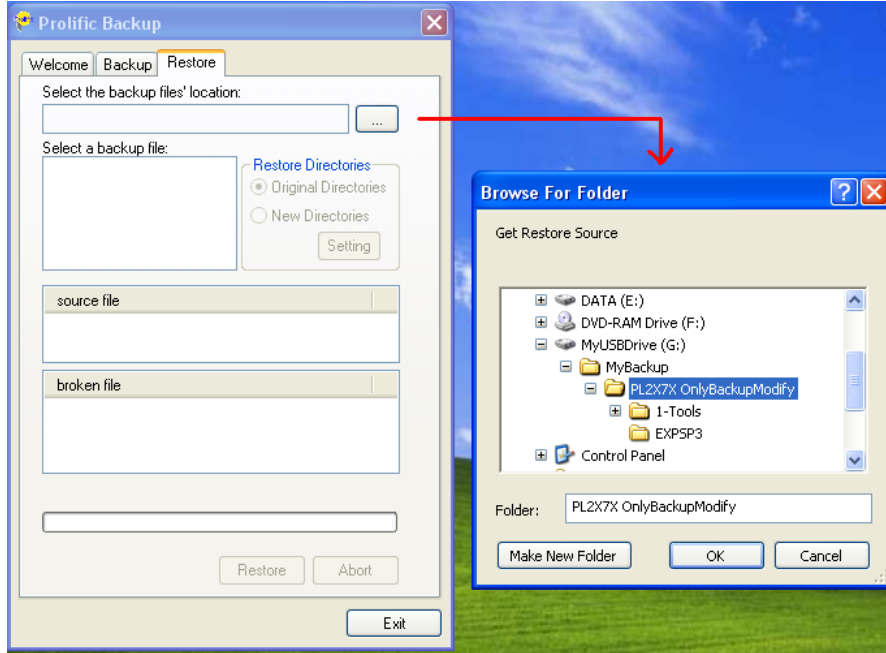 Prolific Backup
Welcome Backup Restore
Select the backup files' location:
...
Select a backup file:
Restore Directories
Original Directories
New Directories
Setting
source file
broken file
Restore Abort
Exit
Browse For Folder
Get Restore Source
DATA (E:)
DVD-RAM Drive (F:)
MyUSBDrive (G:)
MyBackup
PL2X7X OnlyBackupModify
1-Tools
EXPSP3
Control Panel
Folder: PL2X7X OnlyBackupModify
Make New Folder OK Cancel